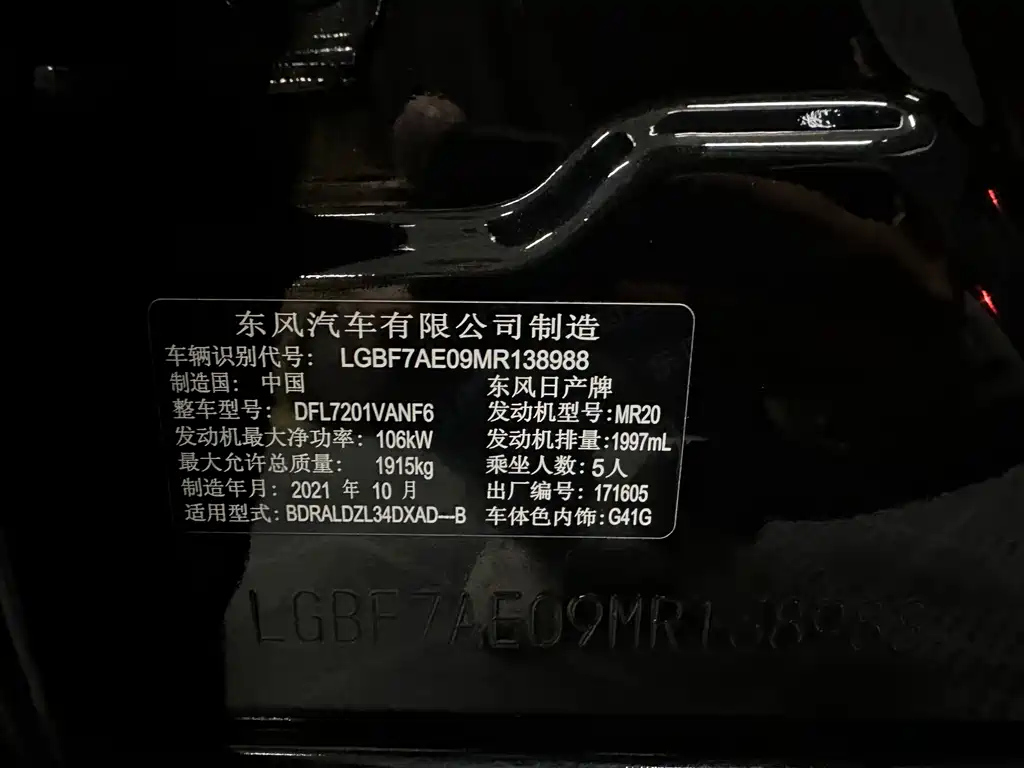 东风汽车有限公司制造
车辆识别代号: LGBF7AE09MR138988
制造国: 中国 东风日产牌
整车型号: DFL7201VANF6 发动机型号:MR20
发动机最大净功率: 106kW 发动机排量:1997mL
最大允许总质量: 1915kg 乘坐人数:5人
制造年月: 2021 年 10 月 出厂编号: 171605
适用型式: BDRALDZL34DXAD---B 车体色内饰:G41G
LGBF7AE09MR138988